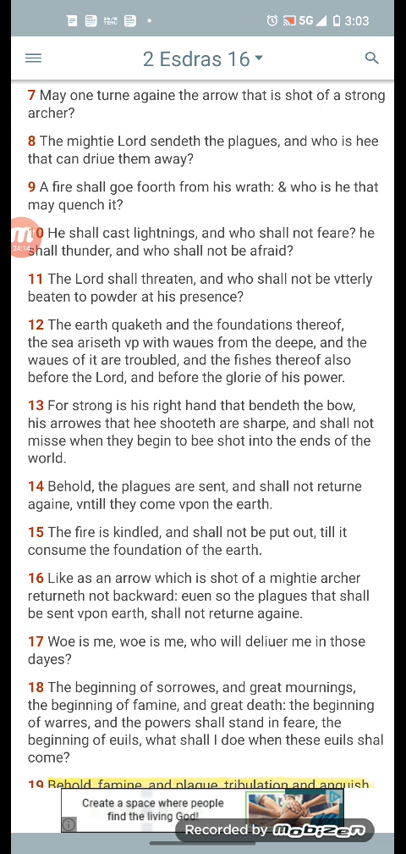 5G 3:03
2 Esdras 16
7 May one turne againe the arrow that is shot of a strong
archer?
8 The mightie Lord sendeth the plagues, and who is hee
that can driue them away?
9 A fire shall goe foorth from his wrath: & who is he that
may quench it?
10 He shall cast lightnings, and who shall not feare? he
shall thunder, and who shall not be afraid?
11 The Lord shall threaten, and who shall not be vtterly
beaten to powder at his presence?
12 The earth quaketh and the foundations thereof,
the sea ariseth vp with waues from the deepe, and the
waues of it are troubled, and the fishes thereof also
before the Lord, and before the glorie of his power.
13 For strong is his right hand that bendeth the bow,
his arrowes that hee shooteth are sharpe, and shall not
misse when they begin to bee shot into the ends of the
world.
14 Behold, the plagues are sent, and shall not returne
againe, vntill they come vpon the earth.
15 The fire is kindled, and shall not be put out, till it
consume the foundation of the earth.
16 Like as an arrow which is shot of a mightie archer
returneth not backward: euen so the plagues that shall
be sent vpon earth, shall not returne againe.
17 Woe is me, woe is me, who will deliuer me in those
dayes?
18 The beginning of sorrowes, and great mournings,
the beginning of famine, and great death: the beginning
of warres, and the powers shall stand in feare, the
beginning of euils, what shall I doe when these euils shal
come?
19 Behold, famine, and plague, tribulation and anguish,
Create a space where people
find the living God!
Recorded by mobizen